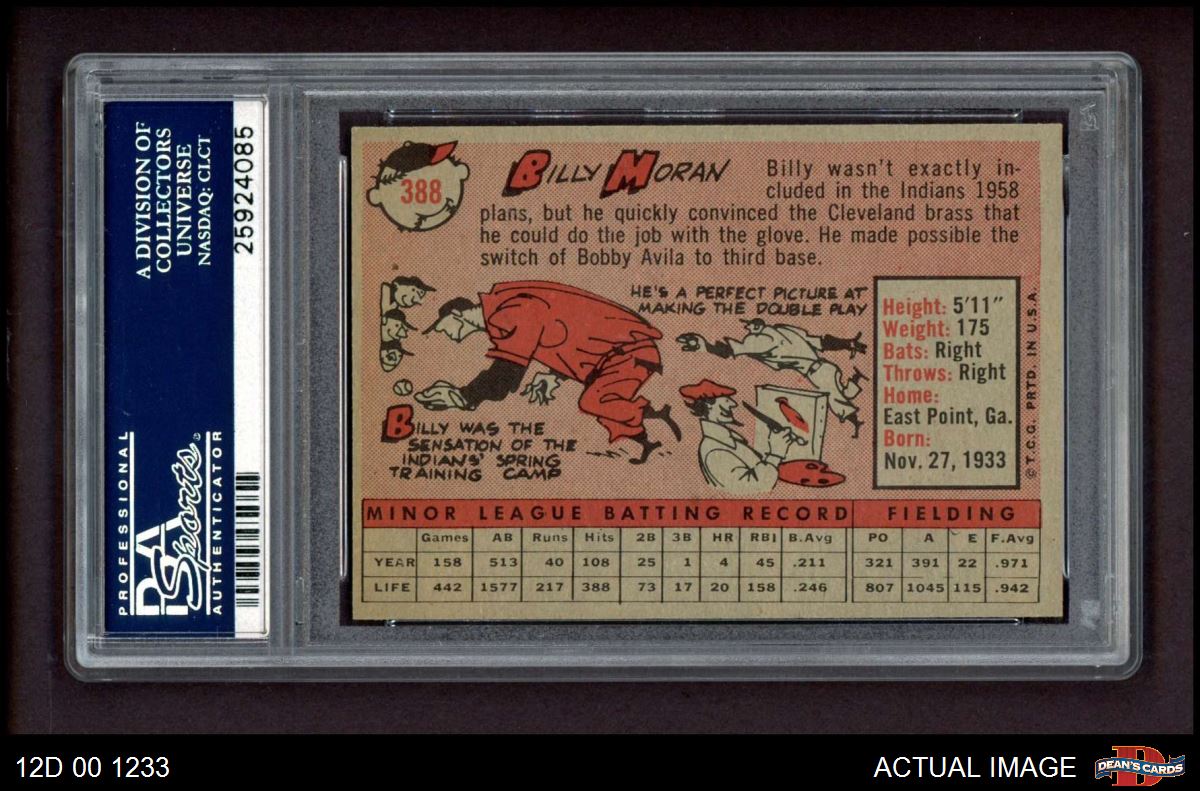 A DIVISION OF
COLLECTORS
UNIVERSE
NASDAQ: CLCT
25924085
PROFESSIONAL
PSA
Sports
AUTHENTICATOR
388
BILLY MORAN
Billy wasn't exactly in-
cluded in the Indians 1958
plans, but he quickly convinced the Cleveland brass that
he could do the job with the glove. He made possible the
switch of Bobby Avila to third base.
HE'S A PERFECT PICTURE AT
MAKING THE DOUBLE PLAY
BILLY WAS THE
SENSATION OF THE
INDIANS' SPRING
TRAINING CAMP
Height: 5'11"
Weight: 175
Bats: Right
Throws: Right
Home:
East Point, Ga.
Born:
Nov. 27, 1933
© T.C.G. PRTD. IN U.S.A.
MINOR LEAGUE BATTING RECORD FIELDING
Games AB Runs Hits 2B 3B HR RBI B.Avg PO A E F.Avg
YEAR 158 513 40 108 25 1 4 45 .211 321 391 22 .971
LIFE 442 1577 217 388 73 17 20 158 .246 807 1045 115 .942
12D 00 1233
ACTUAL IMAGE
DEAN'S CARDS